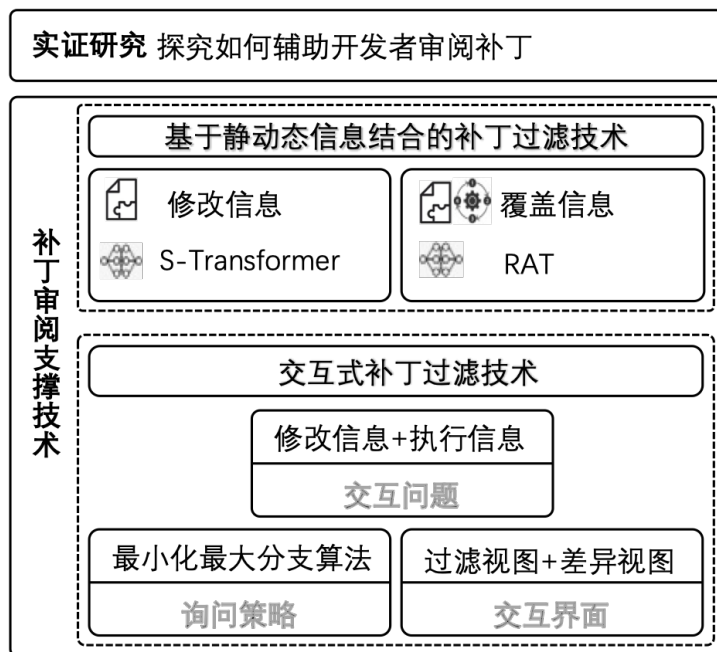 实证研究 探究如何辅助开发者审阅补丁
补丁审阅支撑技术
基于静动态信息结合的补丁过滤技术
修改信息
S-Transformer
覆盖信息
RAT
交互式补丁过滤技术
修改信息+执行信息
交互问题
最小化最大分支算法
询问策略
过滤视图+差异视图
交互界面